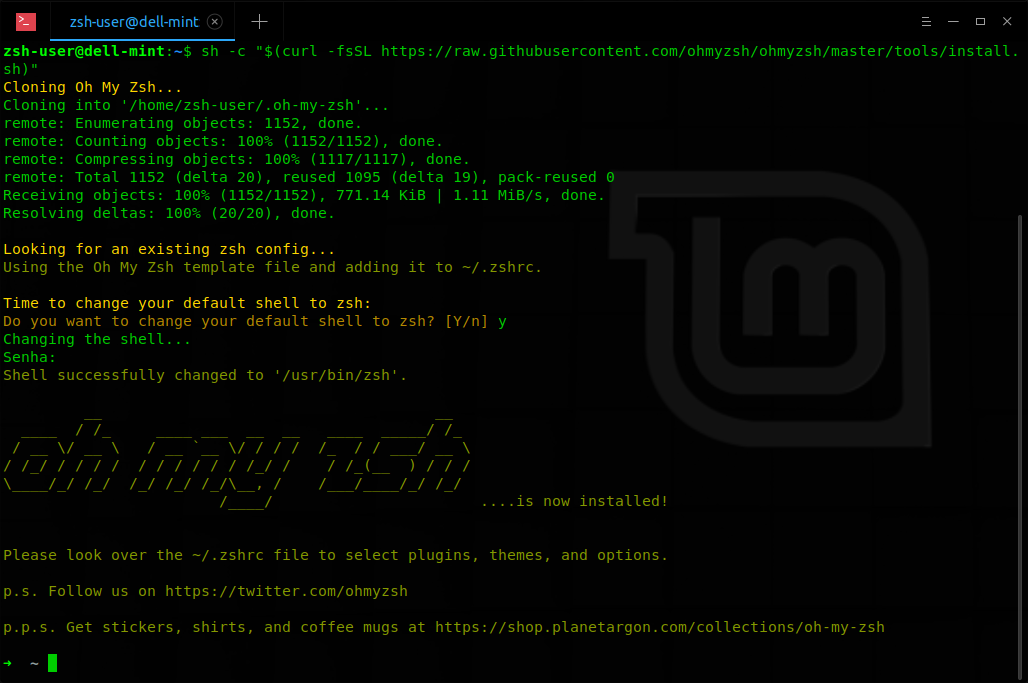 zsh-user@dell-mint
zsh-user@dell-mint:~$ sh -c "$(curl -fsSL https://raw.githubusercontent.com/ohmyzsh/ohmyzsh/master/tools/install.
sh)"
Cloning Oh My Zsh...
Cloning into '/home/zsh-user/.oh-my-zsh'...
remote: Enumerating objects: 1152, done.
remote: Counting objects: 100% (1152/1152), done.
remote: Compressing objects: 100% (1117/1117), done.
remote: Total 1152 (delta 20), reused 1095 (delta 19), pack-reused 0
Receiving objects: 100% (1152/1152), 771.14 KiB | 1.11 MiB/s, done.
Resolving deltas: 100% (20/20), done.
Looking for an existing zsh config...
Using the Oh My Zsh template file and adding it to ~/.zshrc.
Time to change your default shell to zsh:
Do you want to change your default shell to zsh? [Y/n] y
Changing the shell...
Senha:
Shell successfully changed to '/usr/bin/zsh'.
oh my zsh
....is now installed!
Please look over the ~/.zshrc file to select plugins, themes, and options.
p.s. Follow us on https://twitter.com/ohmyzsh
p.p.s. Get stickers, shirts, and coffee mugs at https://shop.planetargon.com/collections/oh-my-zsh
➜  ~